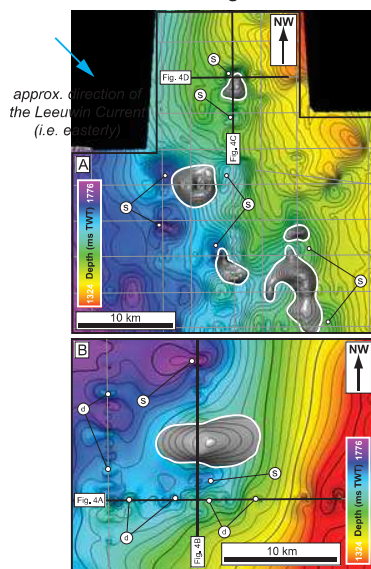 NW
S
Fig. 4D
approx. direction of
the Leeuwin Current
(i.e. easterly)
S
Fig. 4C
A
1324 Depth (ms TWT) 1776
S
S
S
10 km
B
NW
d
S
S
Fig. 4A
d
d
Fig. 4B
1324 Depth (ms TWT) 1776
10 km